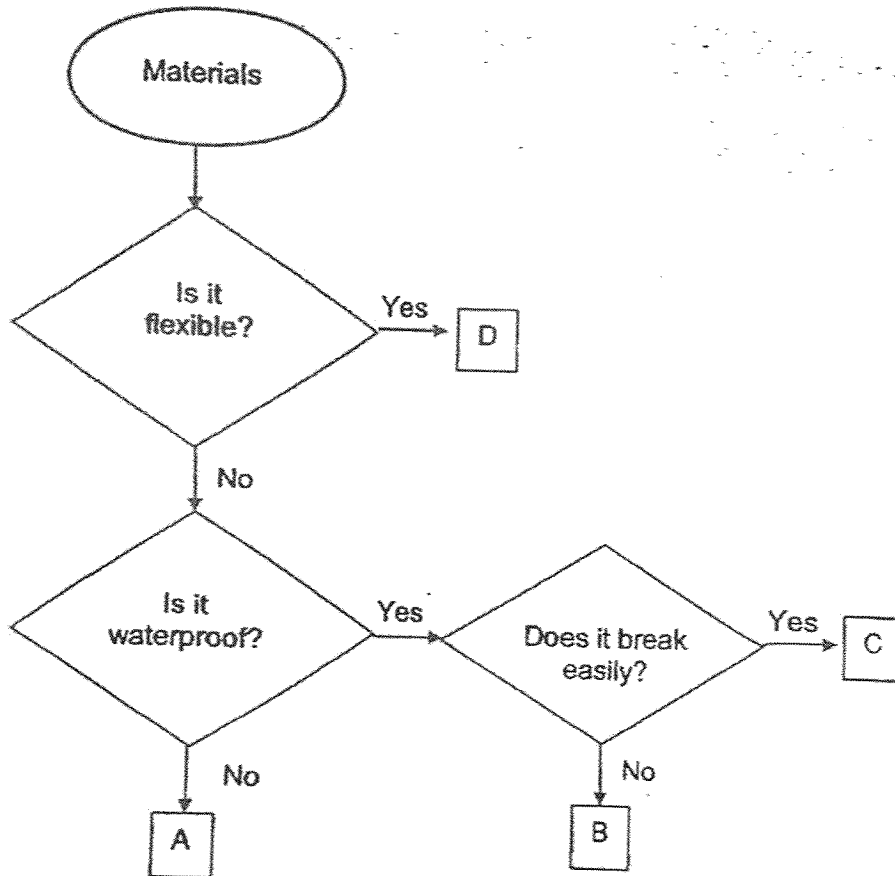 Materials
Is it
flexible?
Yes
D
No
Is it
waterproof?
Yes
Does it break
easily?
Yes
C
No
A
No
B